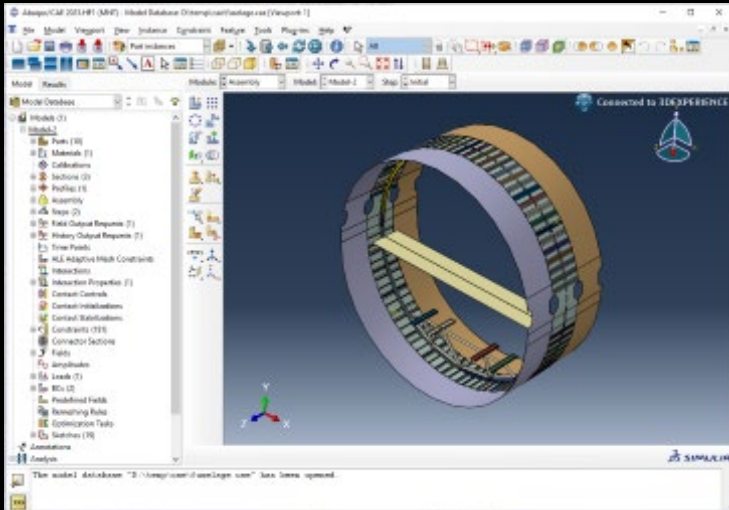 Abaqus/CAE 2023.HF1 (MNT) - Model Database D:\temp\cae\fuselage.cae [Viewport: 1]
File Model Viewport View Instance Constraint Feature Tools Plug-ins Help
Part instances
All
Model Results
Module: Assembly Model: Model-2 Step: Initial
Model Database
Models (1)
Model-2
Parts (10)
Materials (1)
Calibrations
Sections (3)
Profiles (1)
Assembly
Steps (2)
Field Output Requests (1)
History Output Requests (1)
Time Points
ALE Adaptive Mesh Constraints
Interactions
Interaction Properties (1)
Contact Controls
Contact Initializations
Contact Stabilizations
Constraints (131)
Connector Sections
Fields
Amplitudes
Loads (1)
BCs (2)
Predefined Fields
Remeshing Rules
Optimization Tasks
Sketches (19)
Annotations
Analysis
Connected to 3DEXPERIENCE
Y
Z X
SIMULIA
The model database "D:\temp\cae\fuselage.cae" has been opened.